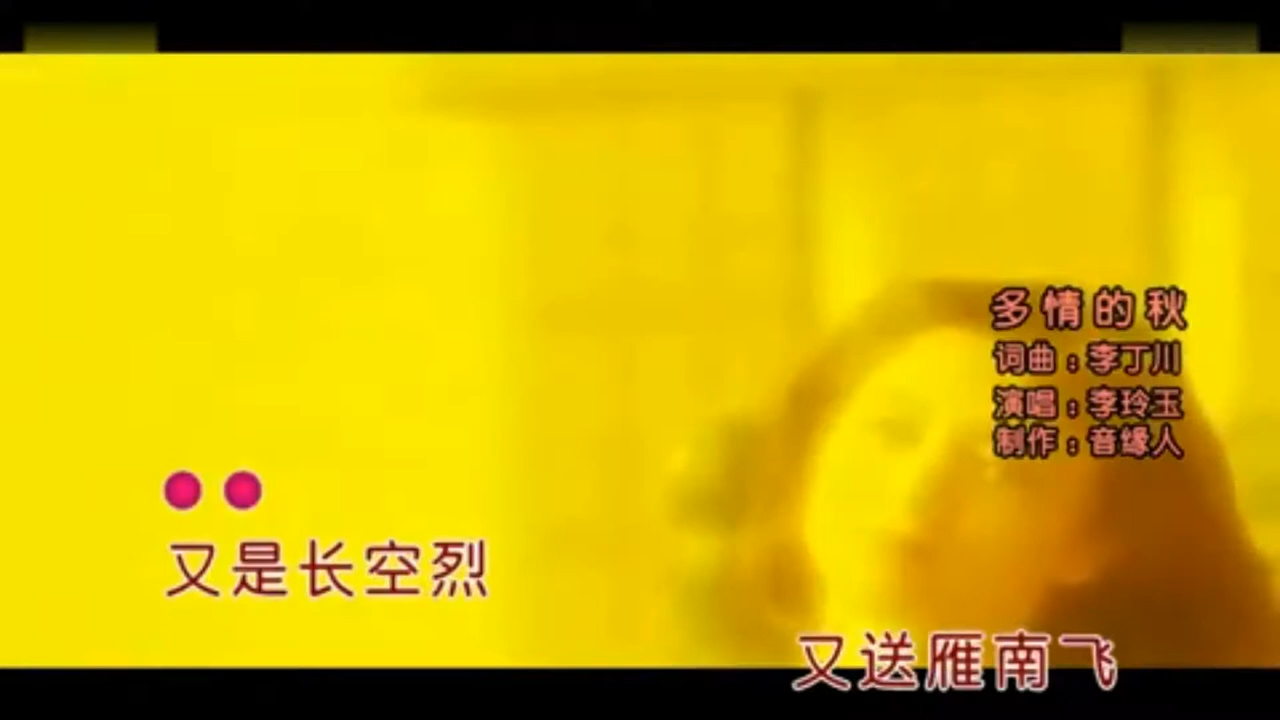 多情的秋
词曲：李丁川
演唱：李玲玉
制作：音缘人
又是长空烈
又送雁南飞